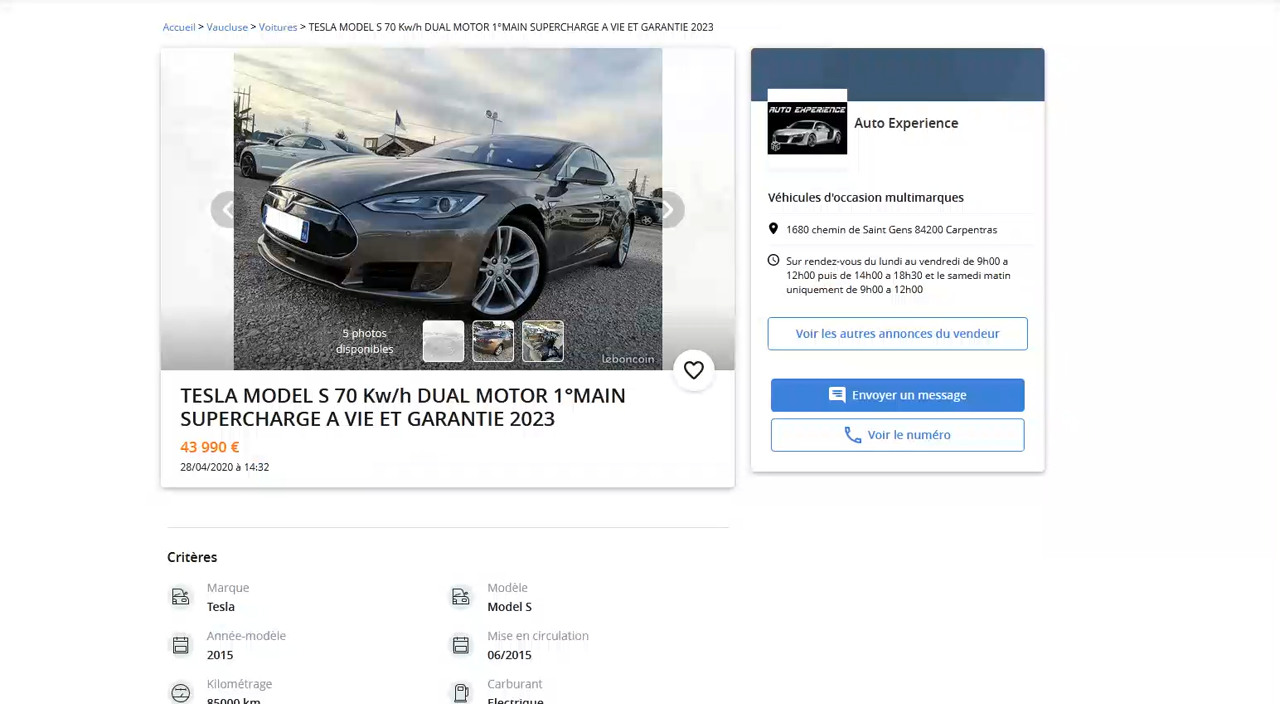 Accueil > Vaucluse > Voitures > TESLA MODEL S 70 Kw/h DUAL MOTOR 1°MAIN SUPERCHARGE A VIE ET GARANTIE 2023
AUTO EXPERIENCE
Auto Experience
Véhicules d'occasion multimarques
1680 chemin de Saint Gens 84200 Carpentras
Sur rendez-vous du lundi au vendredi de 9h00 a
12h00 puis de 14h00 a 18h30 et le samedi matin
uniquement de 9h00 a 12h00
Voir les autres annonces du vendeur
Envoyer un message
Voir le numéro
5 photos
disponibles
leboncoin
TESLA MODEL S 70 Kw/h DUAL MOTOR 1°MAIN
SUPERCHARGE A VIE ET GARANTIE 2023
43 990 €
28/04/2020 à 14:32
Critères
Marque
Tesla
Modèle
Model S
Année-modèle
2015
Mise en circulation
06/2015
Kilométrage
85000 km
Carburant
Electrique